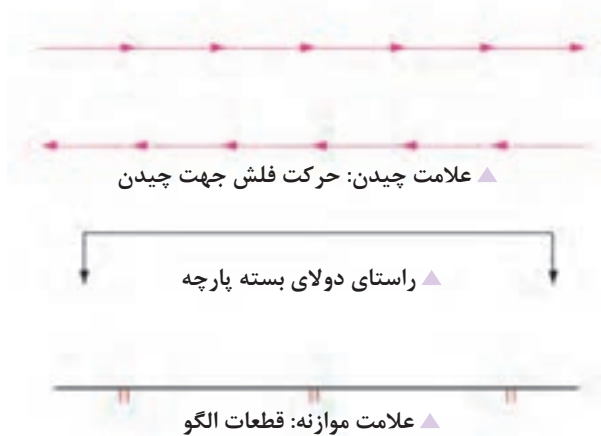 علامت چیدن: حرکت فلش جهت چیدن
راستای دولای بسته پارچه
علامت موازنه: قطعات الگو